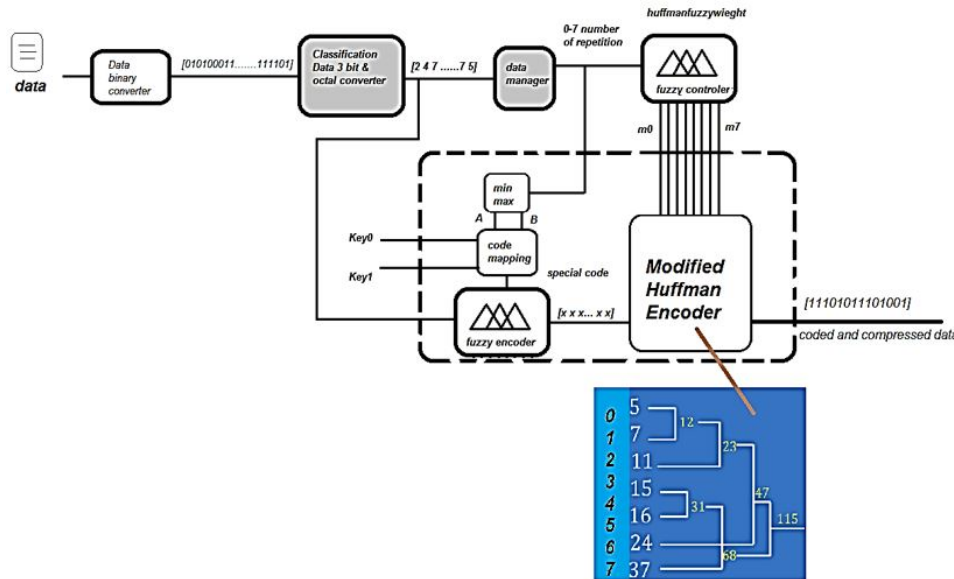 data
Data
binary
converter
[010100011.......111101]
Classification
Data 3 bit &
octal converter
[2 4 7 ......7 5]
data
manager
0-7 number
of repetition
huffmanfuzzywieght
fuzzy controler
m0
m7
min
max
A
B
Key0
Key1
code
mapping
special code
fuzzy encoder
[x x x... x x]
Modified
Huffman
Encoder
[11101011101001]
coded and compressed data
0
1
2
3
4
5
6
7
5
7
11
15
16
24
37
12
23
31
47
68
115